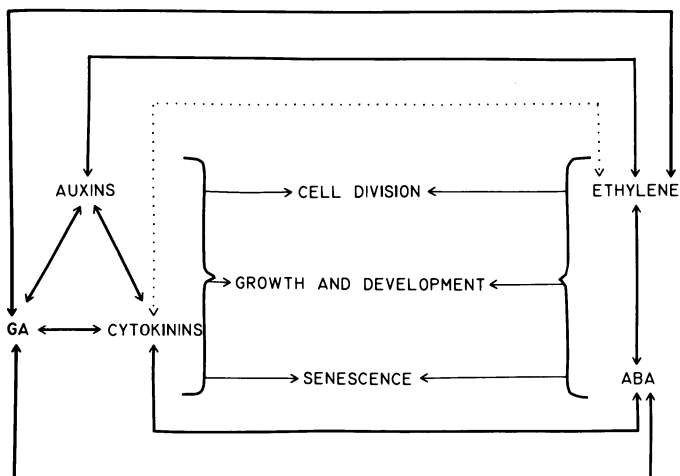 AUXINS
CELL DIVISION
ETHYLENE
GROWTH AND DEVELOPMENT
GA
CYTOKININS
SENESCENCE
ABA